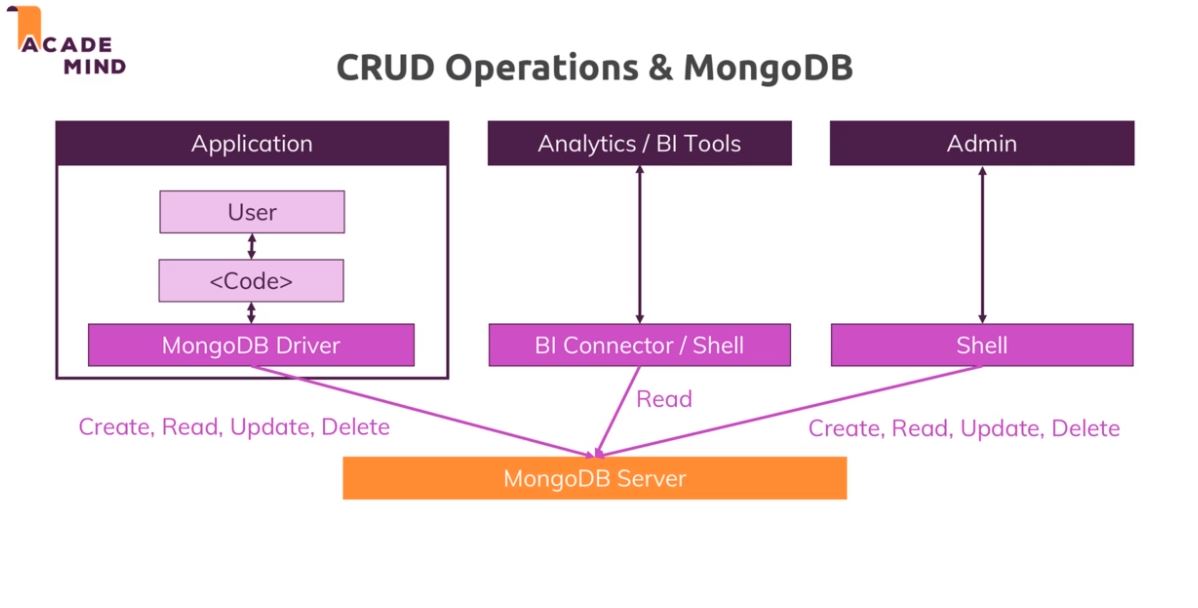 ACADE
MIND
CRUD Operations & MongoDB
Application
Analytics / BI Tools
Admin
User
<Code>
MongoDB Driver
BI Connector / Shell
Shell
Read
Create, Read, Update, Delete
Create, Read, Update, Delete
MongoDB Server